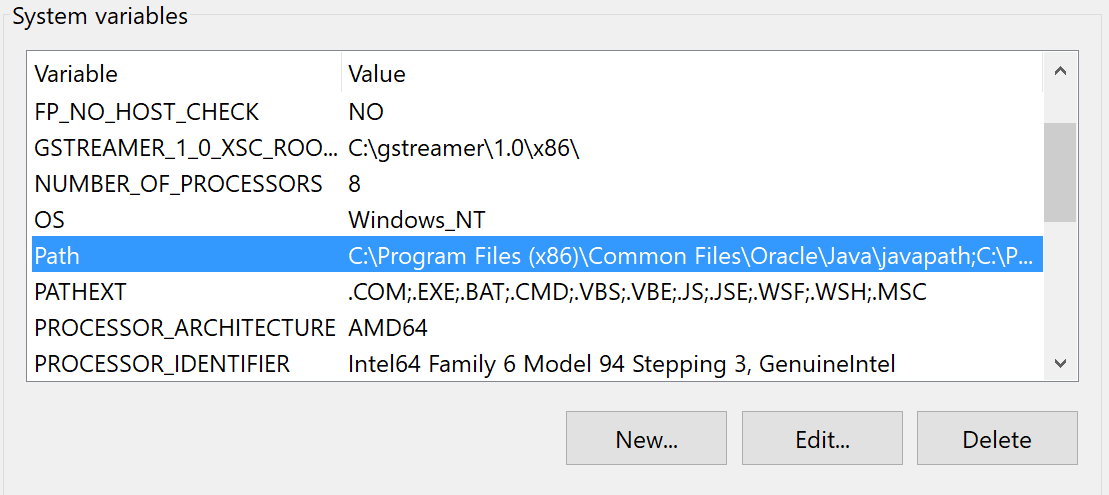 System variables
Variable Value
FP_NO_HOST_CHECK NO
GSTREAMER_1_0_XSC_ROO... C:\gstreamer\1.0\x86\
NUMBER_OF_PROCESSORS 8
OS Windows_NT
Path C:\Program Files (x86)\Common Files\Oracle\Java\javapath;C:\P...
PATHEXT .COM;.EXE;.BAT;.CMD;.VBS;.VBE;.JS;.JSE;.WSF;.WSH;.MSC
PROCESSOR_ARCHITECTURE AMD64
PROCESSOR_IDENTIFIER Intel64 Family 6 Model 94 Stepping 3, GenuineIntel
New... Edit... Delete